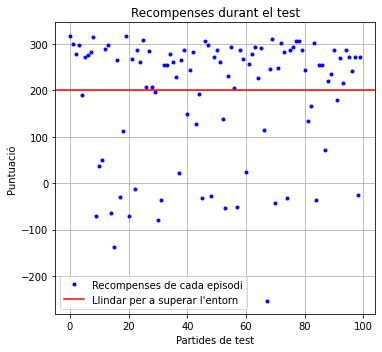 Recompenses durant el test
Puntuació
300
200
100
0
−100
−200
Recompenses de cada episodi
Llindar per a superar l'entorn
0 20 40 60 80 100
Partides de test